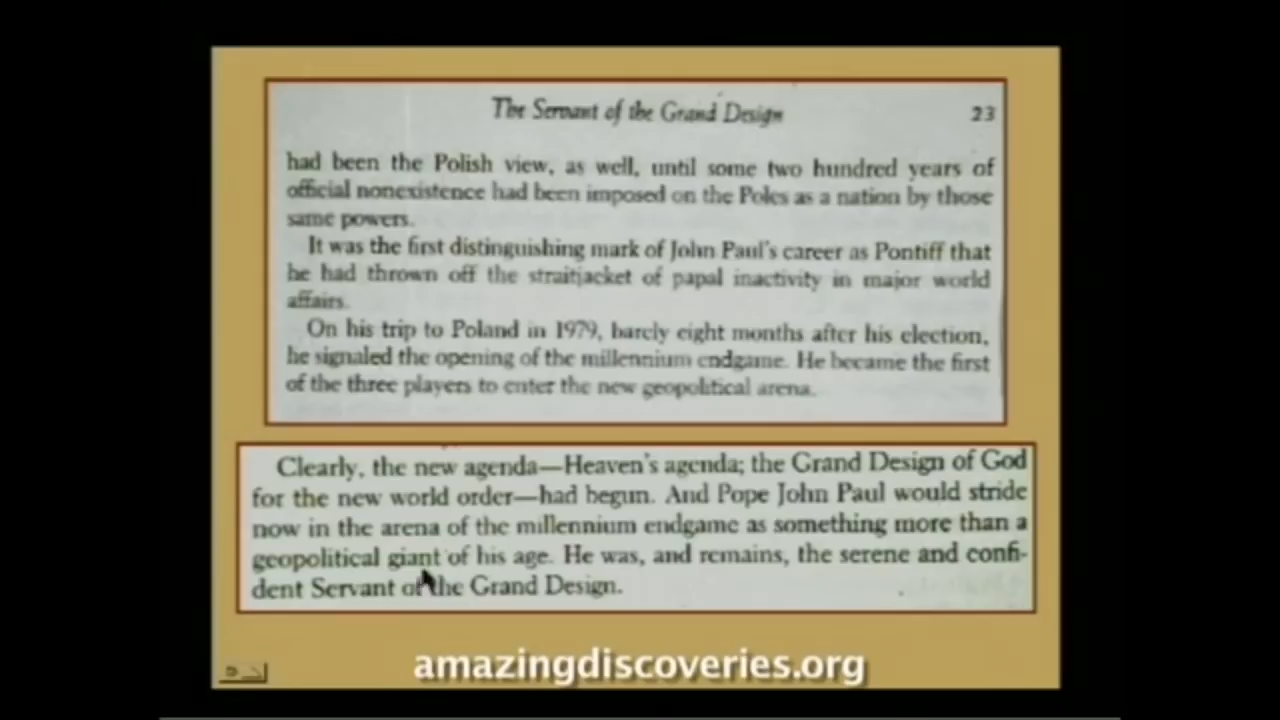 The Servant of the Grand Design 23
had been the Polish view, as well, until some two hundred years of
official nonexistence had been imposed on the Poles as a nation by those
same powers.
It was the first distinguishing mark of John Paul's career as Pontiff that
he had thrown off the straitjacket of papal inactivity in major world
affairs.
On his trip to Poland in 1979, barely eight months after his election,
he signaled the opening of the millennium endgame. He became the first
of the three players to enter the new geopolitical arena.
Clearly, the new agenda—Heaven's agenda; the Grand Design of God
for the new world order—had begun. And Pope John Paul would stride
now in the arena of the millennium endgame as something more than a
geopolitical giant of his age. He was, and remains, the serene and confi-
dent Servant of the Grand Design.
amazingdiscoveries.org